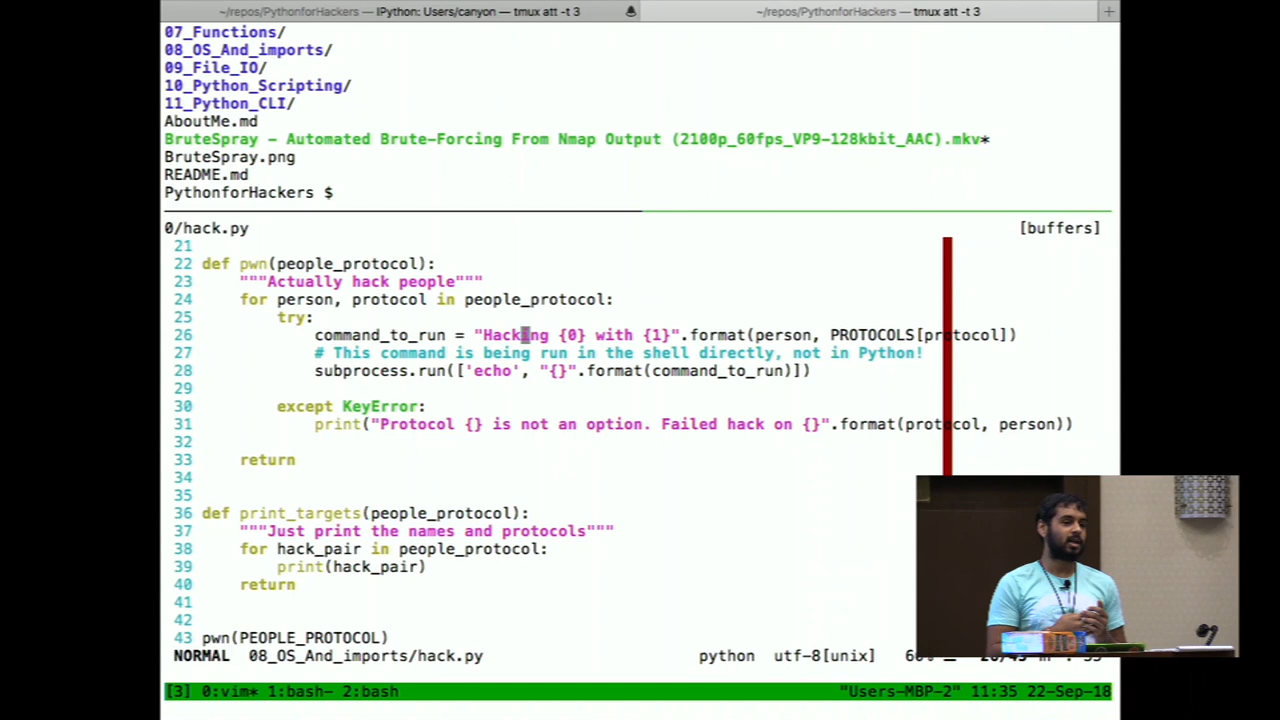 ~/repos/PythonforHackers — IPython: Users/canyon — tmux att -t 3
~/repos/PythonforHackers — tmux att -t 3
07_Functions/
08_OS_And_imports/
09_File_IO/
10_Python_Scripting/
11_Python_CLI/
AboutMe.md
BruteSpray – Automated Brute-Forcing From Nmap Output (2100p_60fps_VP9-128kbit_AAC).mkv*
BruteSpray.png
README.md
PythonforHackers $
0/hack.py [buffers]
21
22 def pwn(people_protocol):
23 """Actually hack people"""
24 for person, protocol in people_protocol:
25 try:
26 command_to_run = "Hacking {0} with {1}".format(person, PROTOCOLS[protocol])
27 # This command is being run in the shell directly, not in Python!
28 subprocess.run(['echo', "{}".format(command_to_run)])
29
30 except KeyError:
31 print("Protocol {} is not an option. Failed hack on {}".format(protocol, person))
32
33 return
34
35
36 def print_targets(people_protocol):
37 """Just print the names and protocols"""
38 for hack_pair in people_protocol:
39 print(hack_pair)
40 return
41
42
43 pwn(PEOPLE_PROTOCOL)
NORMAL 08_OS_And_imports/hack.py python utf-8[unix]
[3] 0:vim* 1:bash- 2:bash "Users-MBP-2" 11:35 22-Sep-18